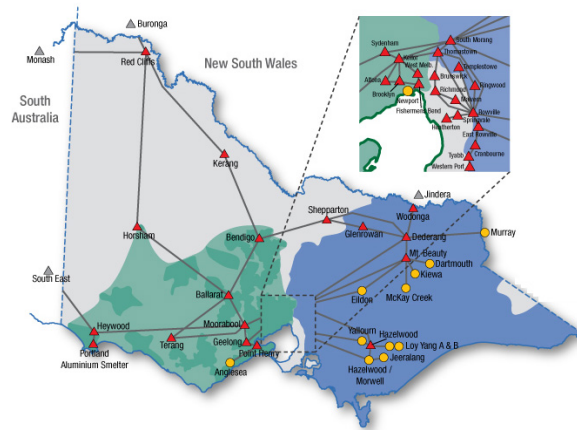 Buronga
Monash
Red Cliffs
New South Wales
South
Australia
Kerang
Horsham
Bendigo
Shepparton
Glenrowan
Jindera
Wodonga
Dederang
Murray
Mt. Beauty
Dartmouth
Kiewa
McKay Creek
Eildon
South East
Ballarat
Heywood
Moorabool
Portland
Aluminium Smelter
Terang
Geelong
Point Henry
Anglesea
Yallourn
Hazelwood
Loy Yang A & B
Jeeralang
Hazelwood /
Morwell
South Morang
Sydenham
Thomastown
Keilor
West Melb.
Templestowe
Altona
Brunswick
Ringwood
Brooklyn
Richmond
Newport
Malvern
Fishermens Bend
Rowville
Springvale
Heatherton
East Rowville
Cranbourne
Tyabb
Western Port